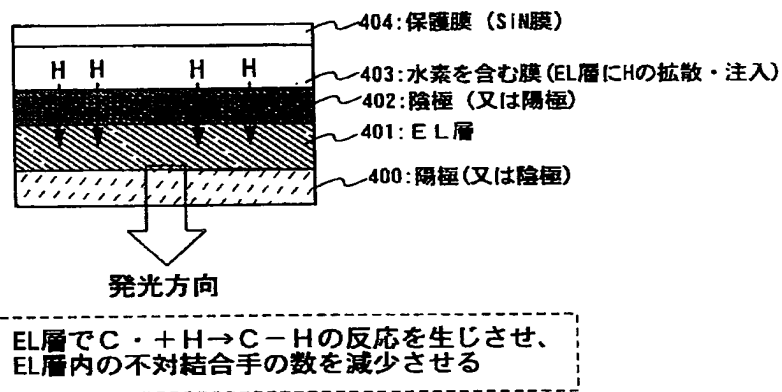 404:保護膜 (SiN膜)
H H H H
403:水素を含む膜(EL層にHの拡散・注入)
402:陰極 (又は陽極)
401:EL層
400:陽極(又は陰極)
発光方向
EL層でC・+H→C-Hの反応を生じさせ、
EL層内の不対結合手の数を減少させる